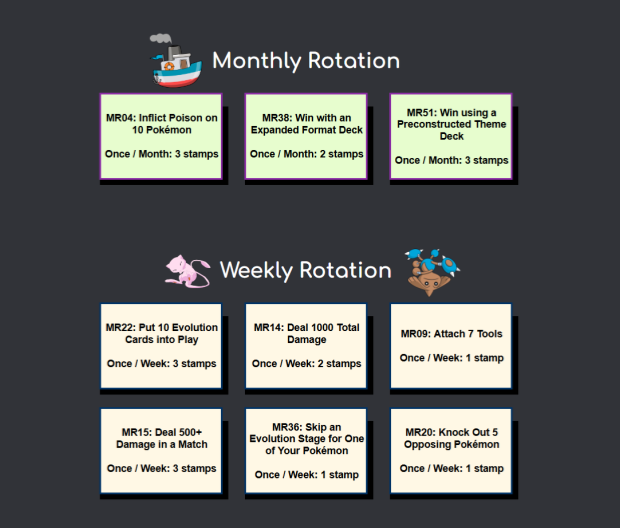 Monthly Rotation
MR04: Inflict Poison on
10 Pokémon
Once / Month: 3 stamps
MR38: Win with an
Expanded Format Deck
Once / Month: 2 stamps
MR51: Win using a
Preconstructed Theme
Deck
Once / Month: 3 stamps
Weekly Rotation
MR22: Put 10 Evolution
Cards into Play
Once / Week: 3 stamps
MR14: Deal 1000 Total
Damage
Once / Week: 2 stamps
MR09: Attach 7 Tools
Once / Week: 1 stamp
MR15: Deal 500+
Damage in a Match
Once / Week: 3 stamps
MR36: Skip an
Evolution Stage for One
of Your Pokémon
Once / Week: 1 stamp
MR20: Knock Out 5
Opposing Pokémon
Once / Week: 1 stamp